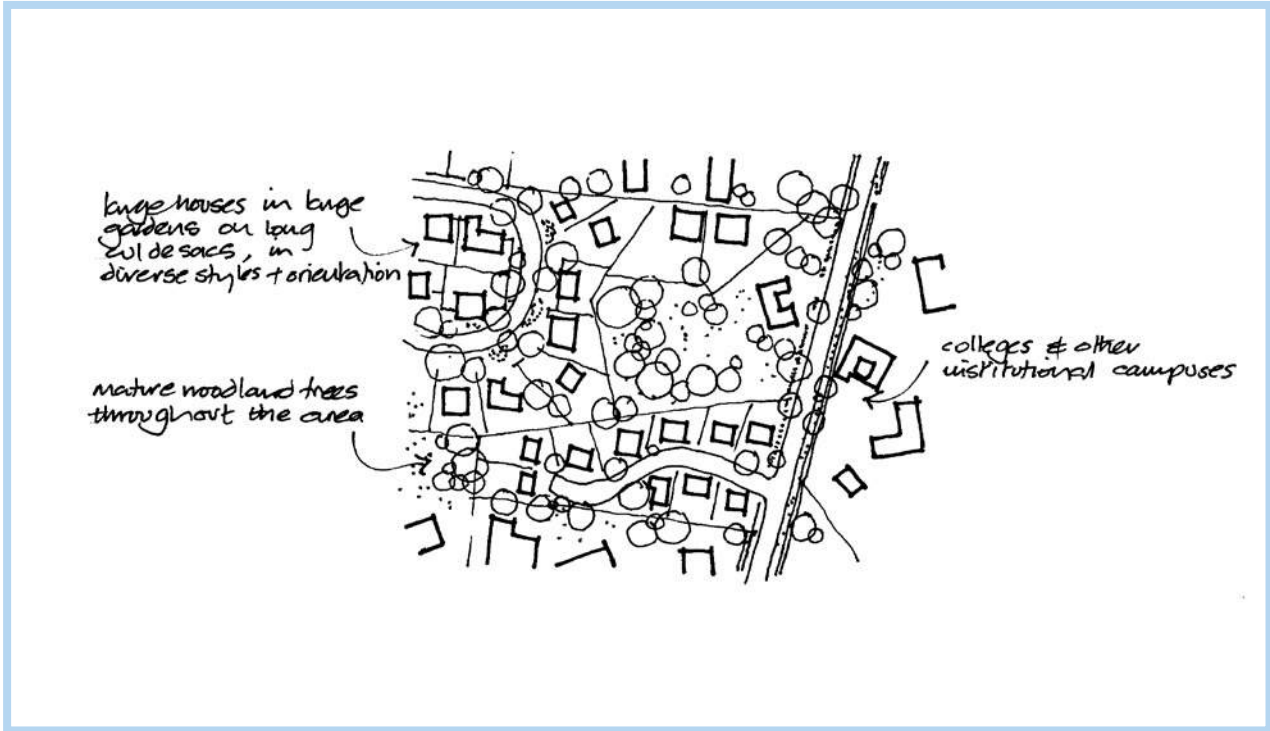 large houses in large
gardens on long
cul de sacs, in
diverse styles + orientation
mature woodland trees
throughout the area
colleges & other
institutional campuses